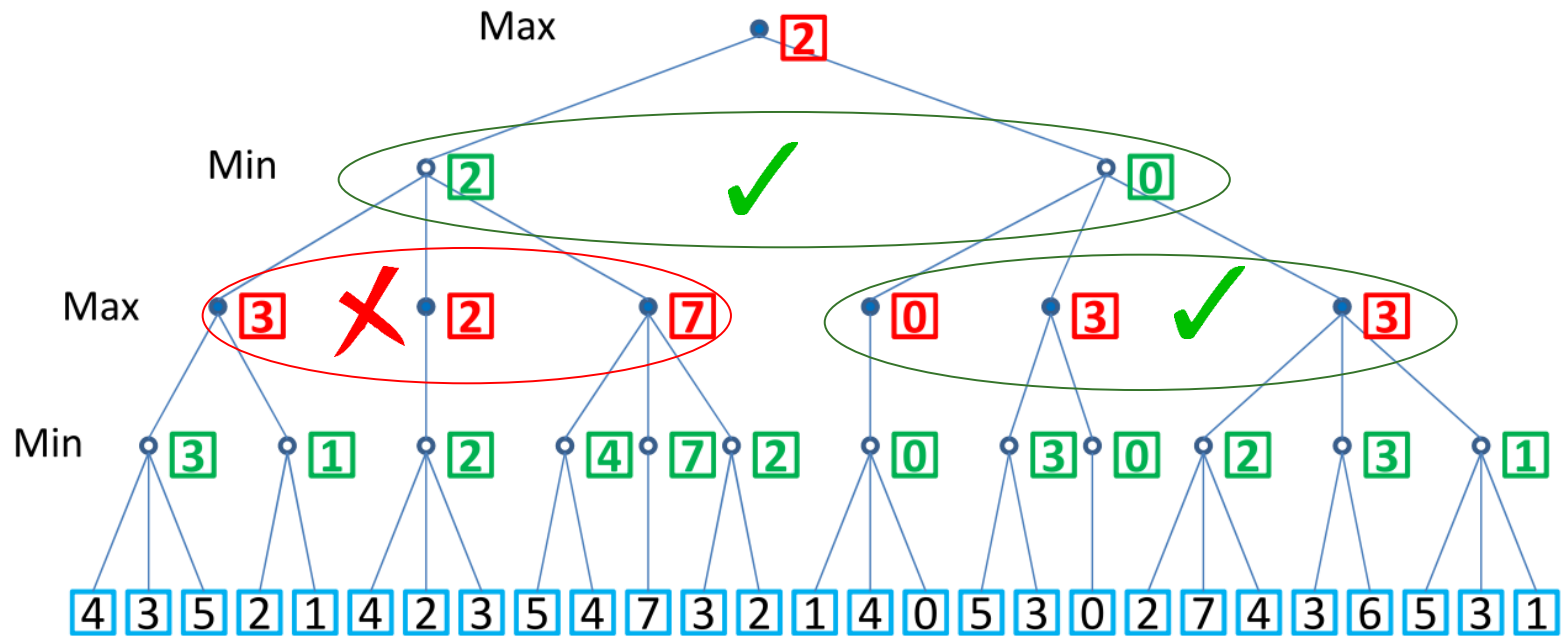 Max 2
Min 2 0
Max 3 2 7 0 3 3
Min 3 1 2 4 7 2 0 3 0 2 3 1
4 3 5 2 1 4 2 3 5 4 7 3 2 1 4 0 5 3 0 2 7 4 3 6 5 3 1